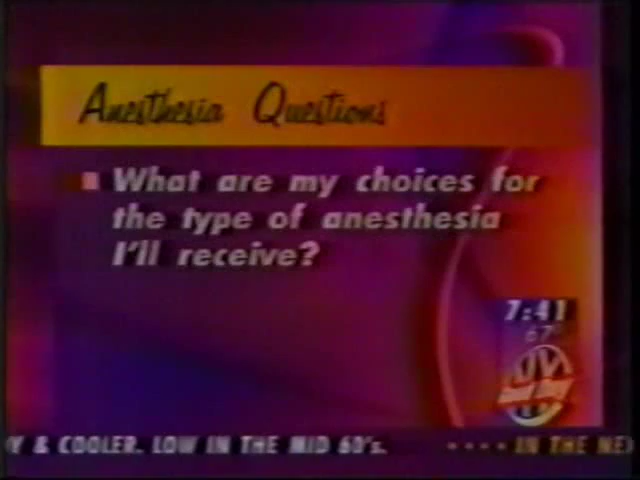 Anesthesia Questions
What are my choices for
the type of anesthesia
I'll receive?
7:41
67°
Y & COOLER. LOW IN THE MID 60's. .... IN THE NE